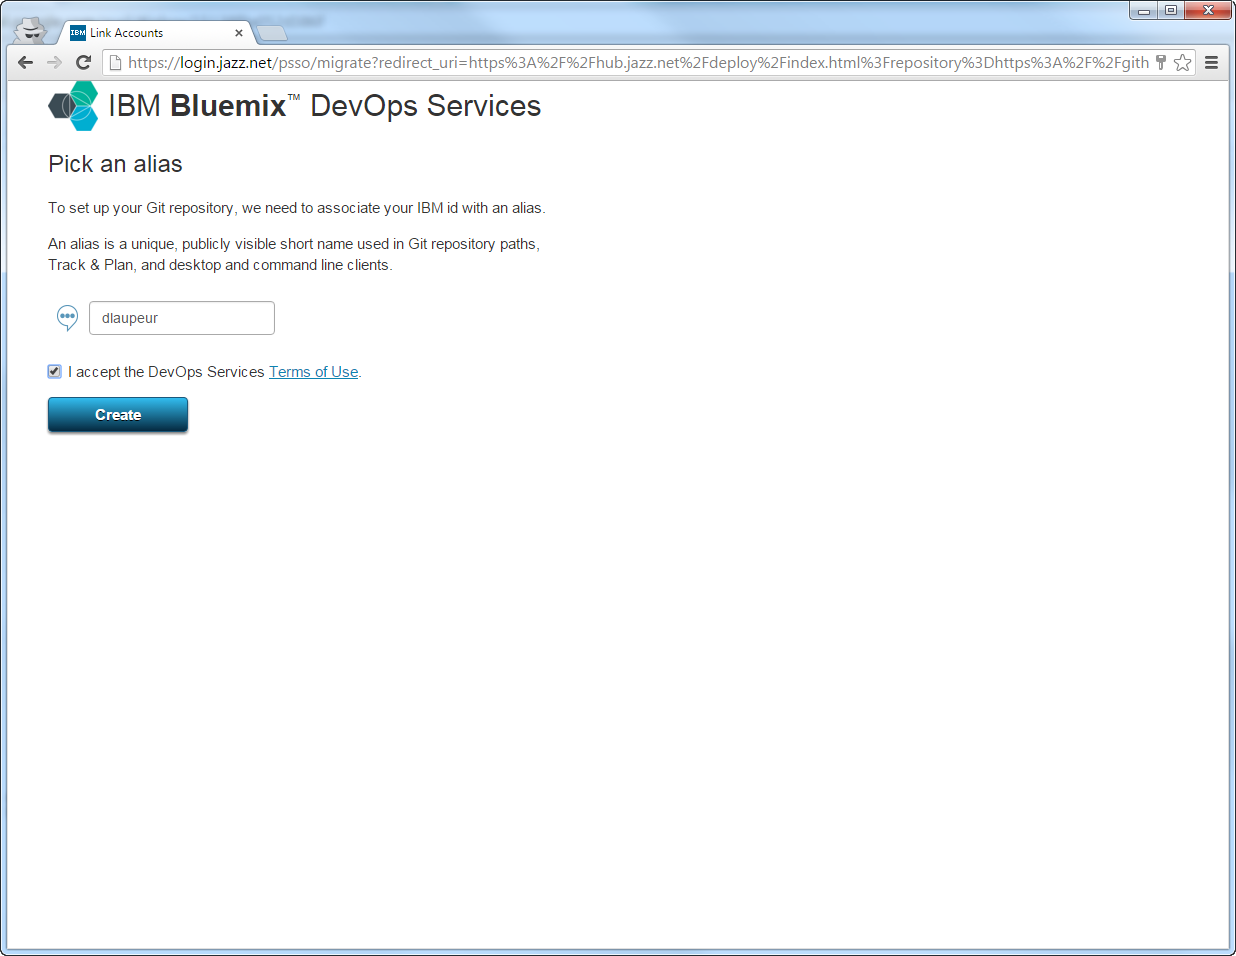 IBM Link Accounts
https://login.jazz.net/psso/migrate?redirect_uri=https%3A%2F%2Fhub.jazz.net%2Fdeploy%2Findex.html%3Frepository%3Dhttps%3A%2F%2Fgith
IBM Bluemix™ DevOps Services
Pick an alias
To set up your Git repository, we need to associate your IBM id with an alias.
An alias is a unique, publicly visible short name used in Git repository paths,
Track & Plan, and desktop and command line clients.
dlaupeur
I accept the DevOps Services Terms of Use.
Create